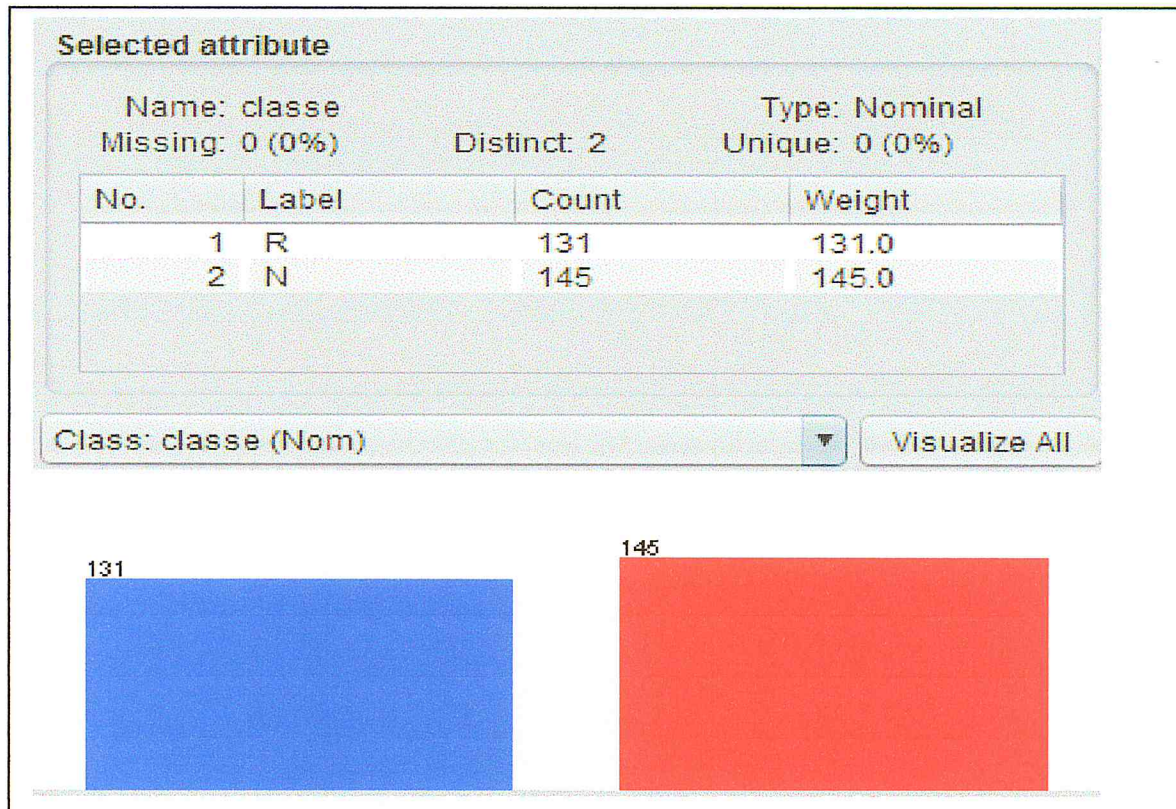 Selected attribute
Name: classe Type: Nominal
Missing: 0 (0%) Distinct: 2 Unique: 0 (0%)
No. Label Count Weight
1 R 131 131.0
2 N 145 145.0
Class: classe (Nom) Visualize All
131 145